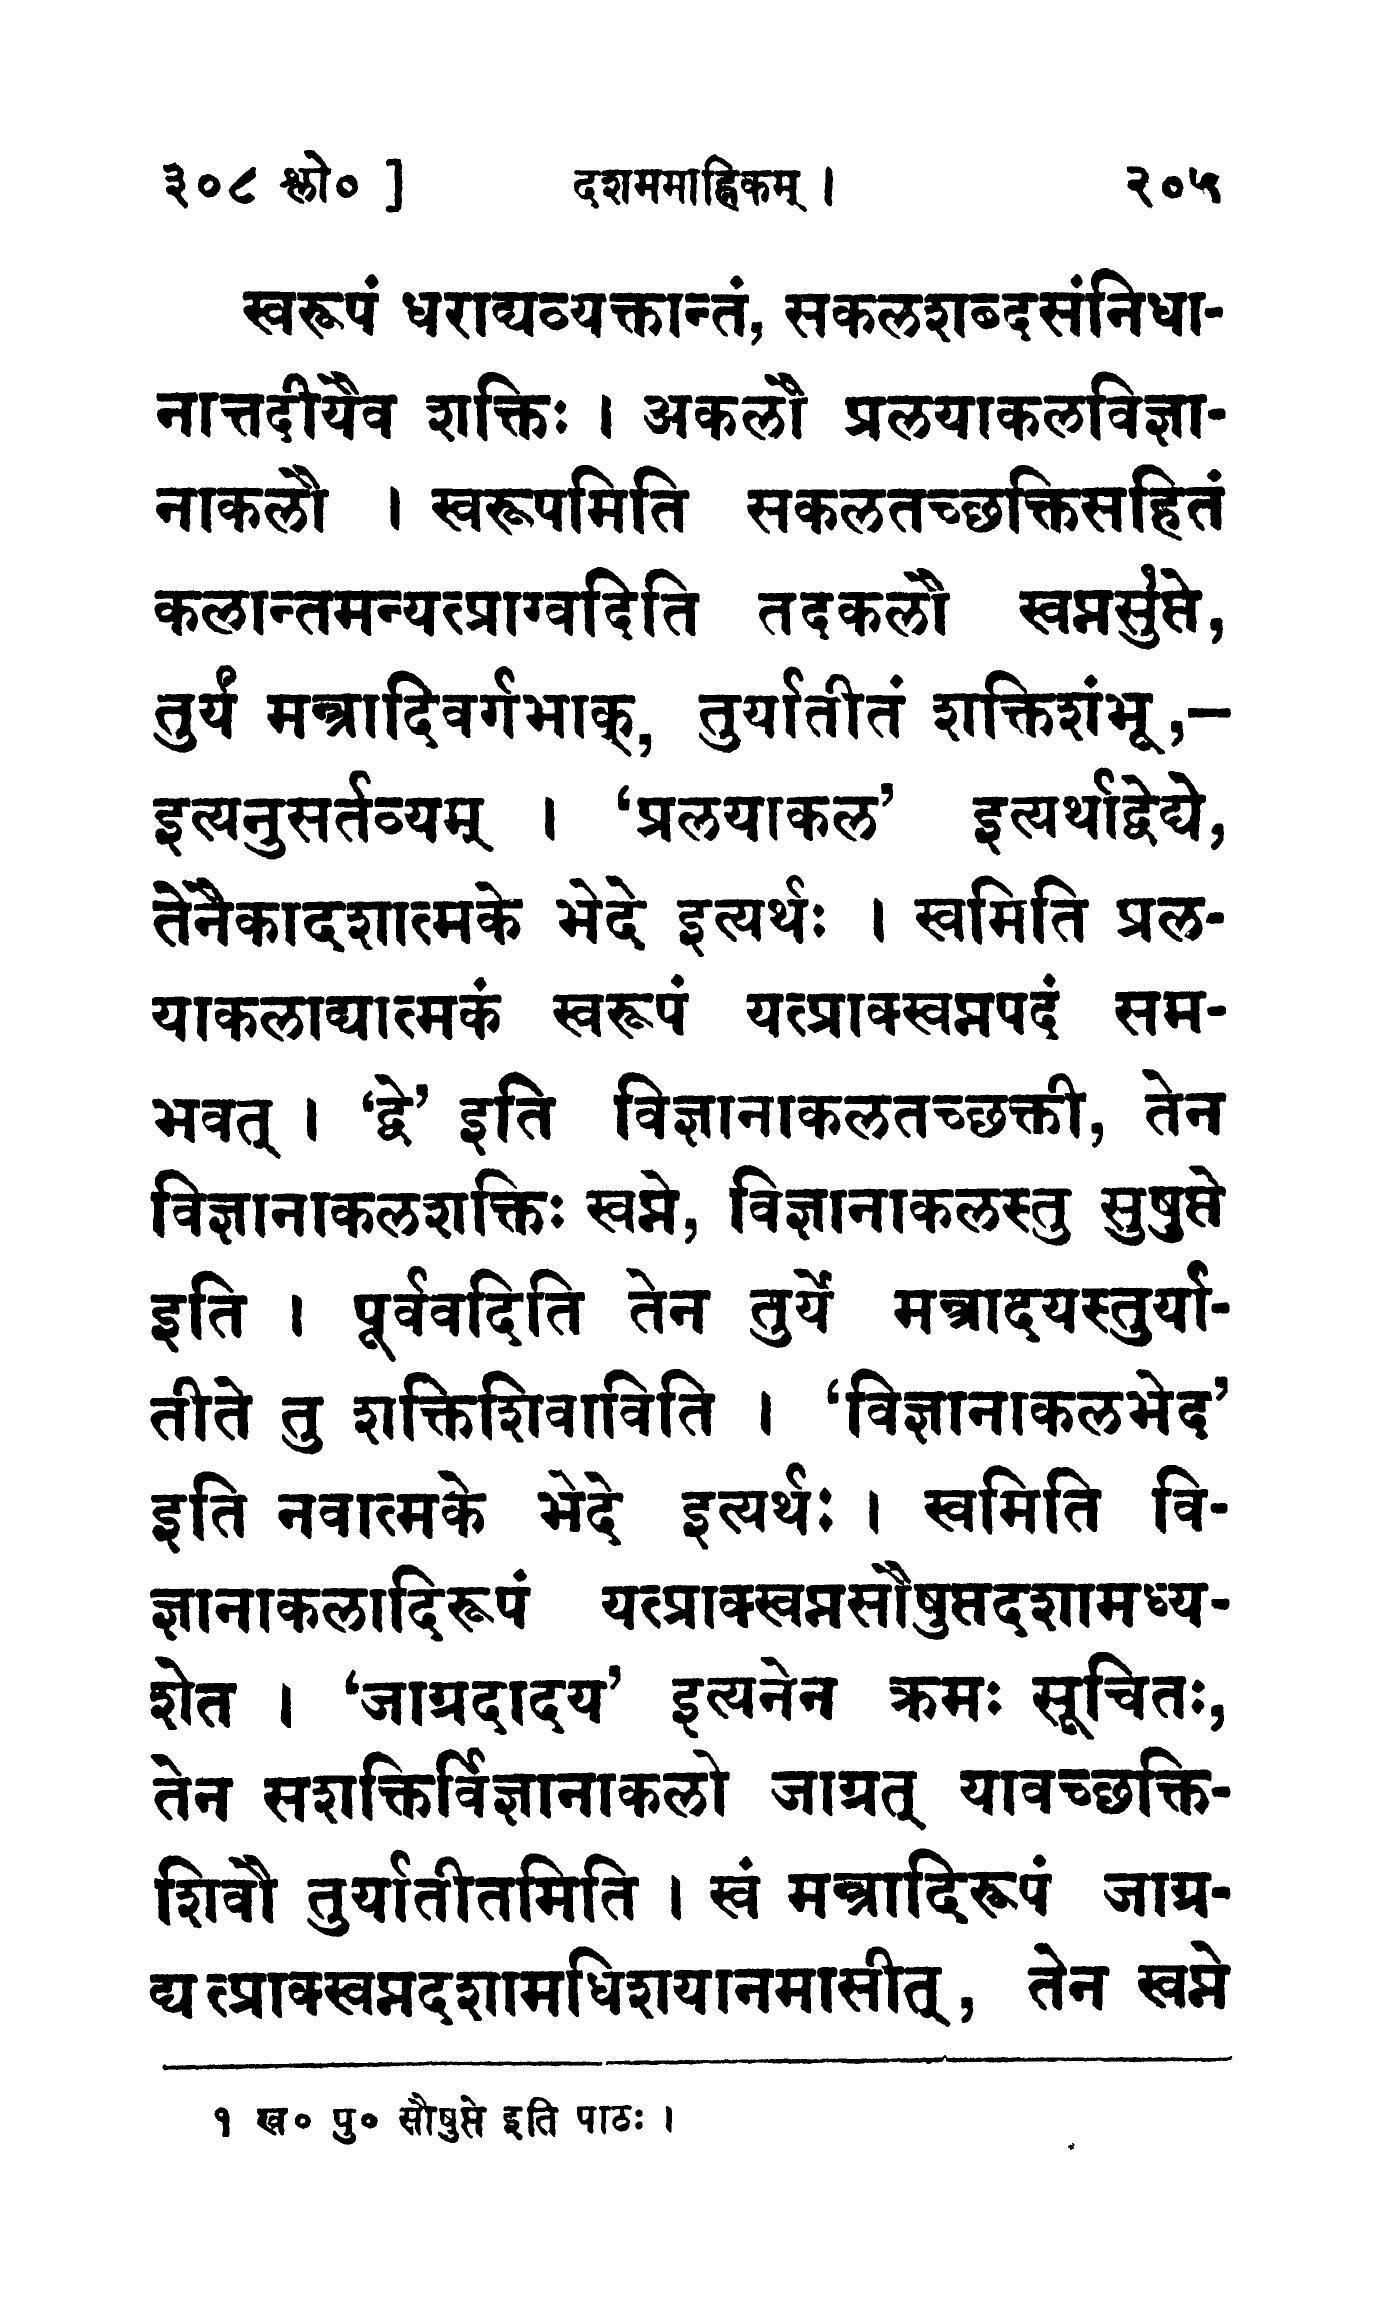 ३०८ श्लो० ]
दशममाह्निकम् ।
२०५
स्वरूपं धराद्यव्यक्तान्तं, सकलशब्दसंनिधा-
नात्तदीयैव शक्तिः । अकलौ प्रलयाकलविज्ञा-
नाकलौ । स्वरूपमिति सकलतच्छक्तिसहितं
कलान्तमन्यत्प्राग्वदिति तदकलौ स्वप्नसु१प्ते,
तुर्यं मन्त्रादिवर्गभाक्, तुर्यातीतं शक्तिशंभू,—
इत्यनुसर्तव्यम् । ‘प्रलयाकल’ इत्यर्थाद्वेद्ये,
तेनैकादशात्मके भेदे इत्यर्थः । स्वमिति प्रल-
याकलाद्यात्मकं स्वरूपं यत्प्राक्स्वप्नपदं सम-
भवत् । ‘द्वे’ इति विज्ञानाकलतच्छक्ती, तेन
विज्ञानाकलशक्तिः स्वप्ने, विज्ञानाकलस्तु सुषुप्ते
इति । पूर्ववदिति तेन तुर्ये मन्त्रादयस्तुर्या-
तीते तु शक्तिशिवाविति । ‘विज्ञानाकलभेद’
इति नवात्मके भेदे इत्यर्थः । स्वमिति वि-
ज्ञानाकलादिरूपं यत्प्राक्स्वप्नसौषुप्तदशामध्य-
शेत । ‘जाग्रदादय’ इत्यनेन क्रमः सूचितः,
तेन सशक्तिर्विज्ञानाकलो जाग्रत् यावच्छक्ति-
शिवौ तुर्यातीतमिति । स्वं मन्त्रादिरूपं जाग्र-
द्यत्प्राक्स्वप्नदशामधिशयानमासीत्, तेन स्वप्ने
१ ख० पु० सौषुप्ते इति पाठः ।